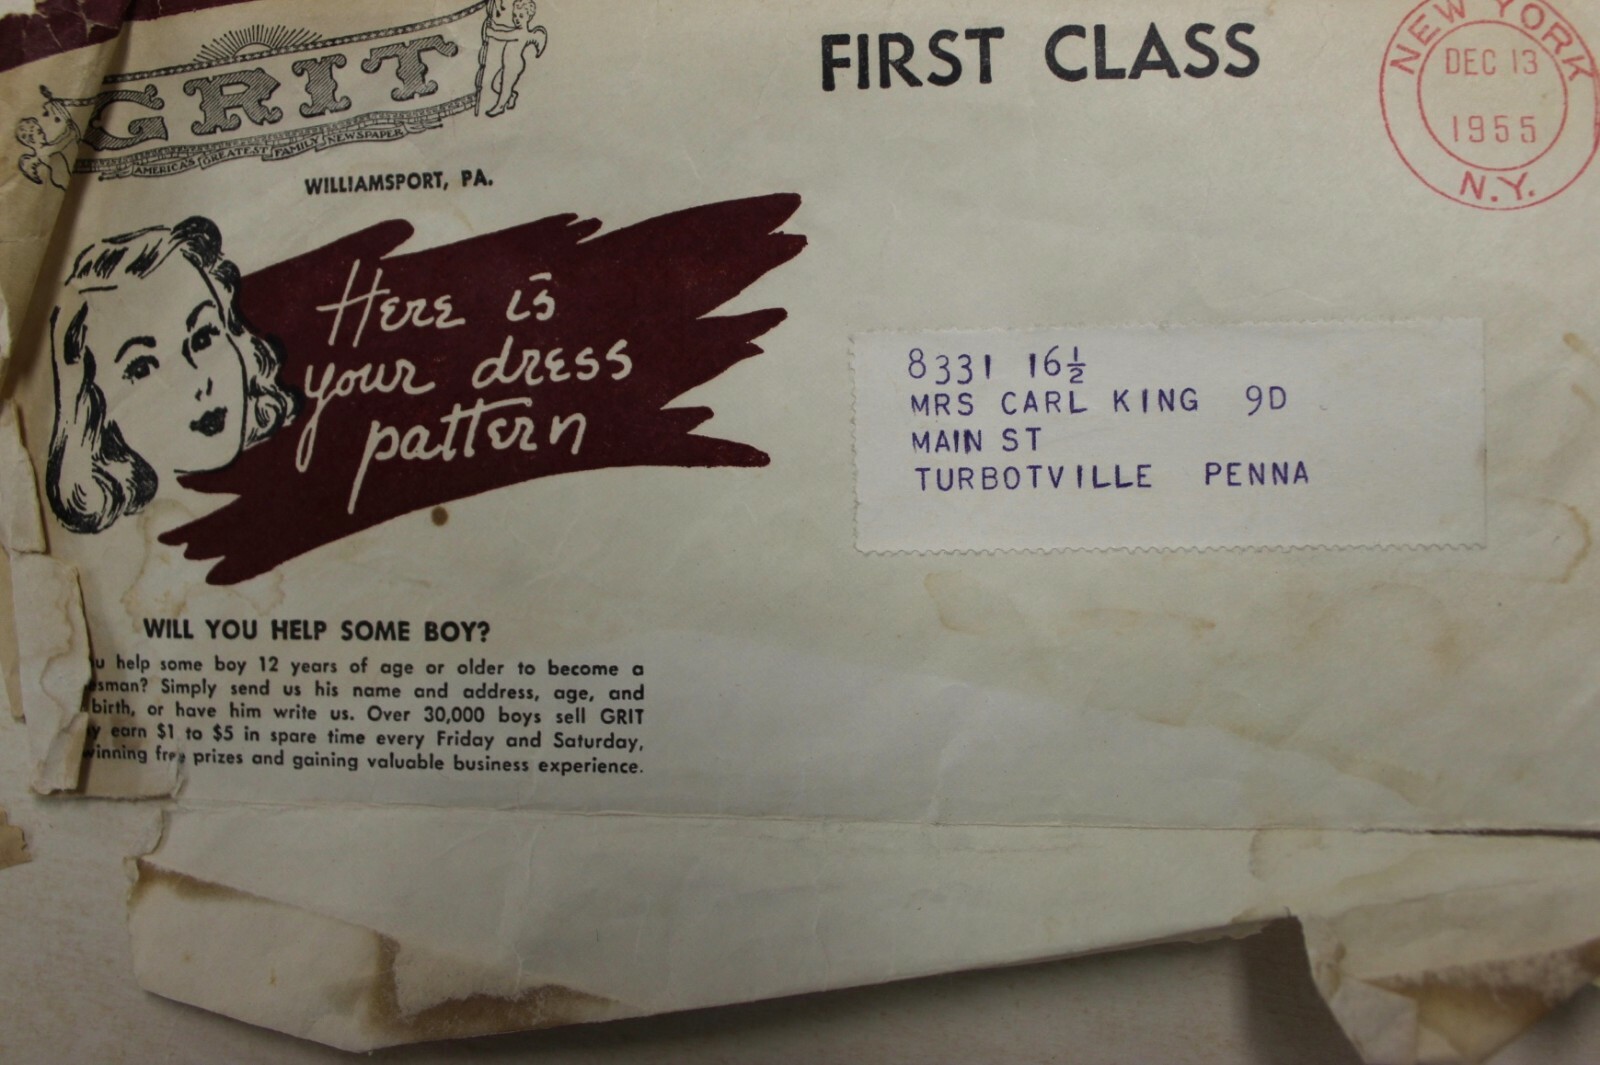 GRIT
AMERICA'S GREATEST FAMILY NEWSPAPER
WILLIAMSPORT, PA.
Here is
your dress
pattern
FIRST CLASS
NEW YORK
DEC 13
1955
N.Y.
8331 16½
MRS CARL KING 9D
MAIN ST
TURBOTVILLE PENNA
WILL YOU HELP SOME BOY?
help some boy 12 years of age or older to become a
Simply send us his name and address, age, and
birth, or have him write us. Over 30,000 boys sell GRIT
earn $1 to $5 in spare time every Friday and Saturday,
winning free prizes and gaining valuable business experience.